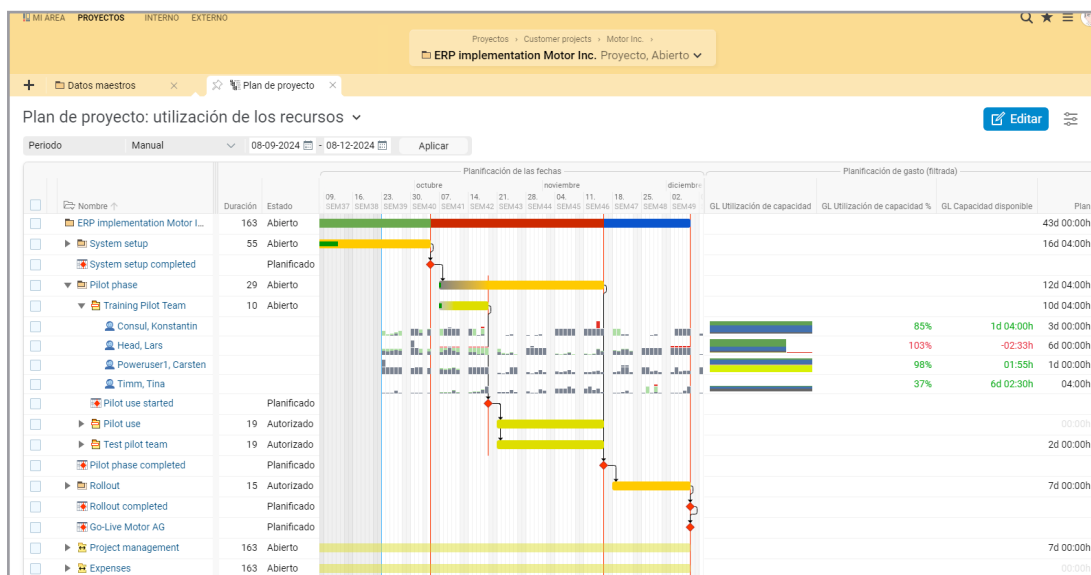 MI AREA PROYECTOS INTERNO EXTERNO
Proyectos › Customer projects › Motor Inc. ›
ERP implementation Motor Inc. Proyecto, Abierto
Datos maestros × Plan de proyecto ×
Plan de proyecto: utilización de los recursos
Editar
Periodo Manual 08-09-2024 - 08-12-2024 Aplicar
Planificación de las fechas Planificación de gasto (filtrada)
octubre noviembre diciembre
09. 16. 23. 30. 07. 14. 21. 28. 04. 11. 18. 25. 02.
Nombre Duración Estado SEM37 SEM38 SEM39 SEM40 SEM41 SEM42 SEM43 SEM44 SEM45 SEM46 SEM47 SEM48 SEM49 GL Utilización de capacidad GL Utilización de capacidad % GL Capacidad disponible Plan
ERP implementation Motor I... 163 Abierto 43d 00:00h
System setup 55 Abierto 16d 04:00h
System setup completed Planificado
Pilot phase 29 Abierto 12d 04:00h
Training Pilot Team 10 Abierto 10d 04:00h
Consul, Konstantin 85% 1d 04:00h 3d 00:00h
Head, Lars 103% -02:33h 6d 00:00h
Poweruser1, Carsten 98% 01:55h 1d 00:00h
Timm, Tina 37% 6d 02:30h 04:00h
Pilot use started Planificado
Pilot use 19 Autorizado 00:00h
Test pilot team 19 Autorizado 2d 00:00h
Pilot phase completed Planificado
Rollout 15 Autorizado 7d 00:00h
Rollout completed Planificado
Go-Live Motor AG Planificado
Project management 163 Abierto 7d 00:00h
Expenses 163 Abierto 00:00h